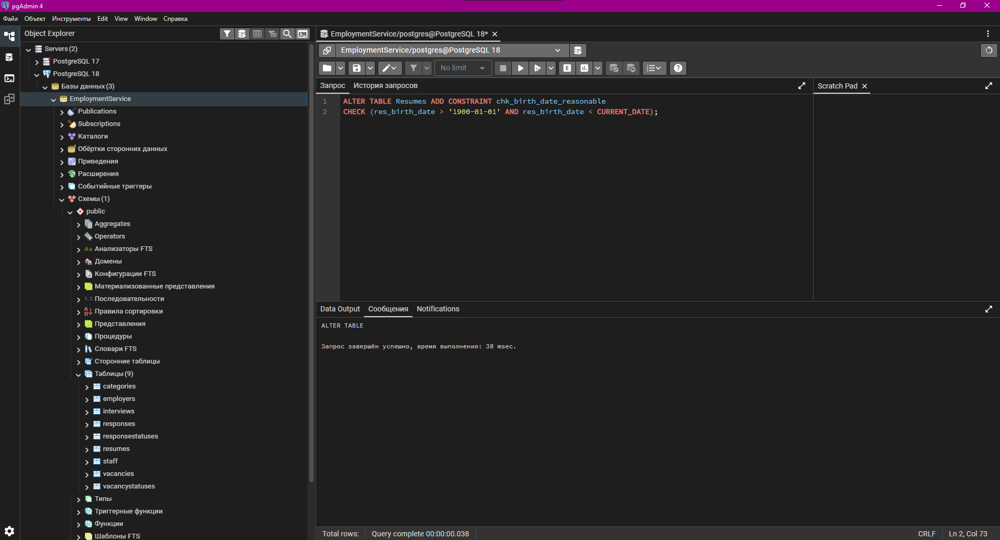 pgAdmin 4
Файл Объект Инструменты Edit View Window Справка
Object Explorer
Servers (2)
PostgreSQL 17
PostgreSQL 18
Базы данных (3)
EmploymentService
Publications
Subscriptions
Каталоги
Обёртки сторонних данных
Приведения
Расширения
Событийные триггеры
Схемы (1)
public
Aggregates
Operators
Aa Анализаторы FTS
Домены
Конфигурации FTS
Материализованные представления
1..3 Последовательности
Правила сортировки
Представления
Процедуры
Словари FTS
Сторонние таблицы
Таблицы (9)
categories
employers
interviews
responses
responsestatuses
resumes
staff
vacancies
vacancystatuses
Типы
Триггерные функции
Функции
Шаблоны FTS
EmploymentService/postgres@PostgreSQL 18*
EmploymentService/postgres@PostgreSQL 18
No limit
E
Запрос История запросов
Scratch Pad
1 ALTER TABLE Resumes ADD CONSTRAINT chk_birth_date_reasonable
2 CHECK (res_birth_date > '1900-01-01' AND res_birth_date < CURRENT_DATE);
Data Output Сообщения Notifications
ALTER TABLE
Запрос завершён успешно, время выполнения: 38 msec.
Total rows: Query complete 00:00:00.038 CRLF Ln 2, Col 73